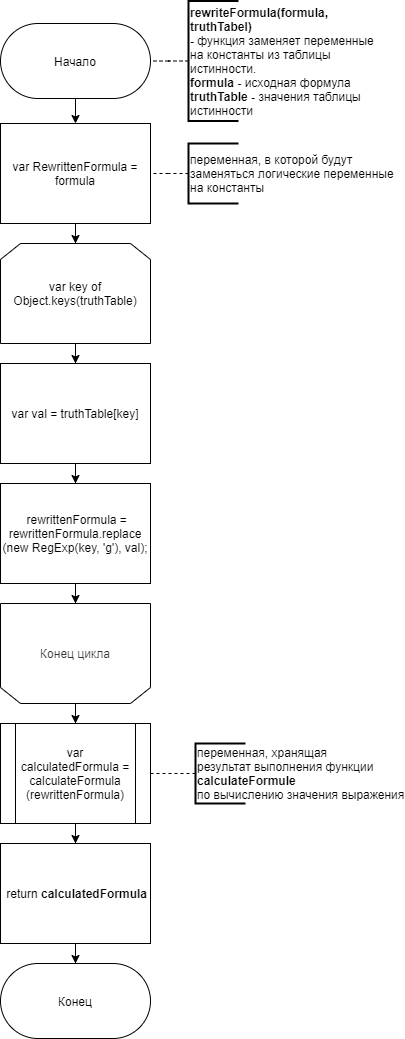 Начало
rewriteFormula(formula,
truthTabel)
- функция заменяет переменные
на константы из таблицы
истинности.
formula - исходная формула
truthTable - значения таблицы
истинности
var RewrittenFormula =
formula
переменная, в которой будут
заменяться логические переменные
на константы
var key of
Object.keys(truthTable)
var val = truthTable[key]
rewrittenFormula =
rewrittenFormula.replace
(new RegExp(key, 'g'), val);
Конец цикла
var
calculatedFormula =
calculateFormula
(rewrittenFormula)
переменная, хранящая
результат выполнения функции
calculateFormule
по вычислению значения выражения
return calculatedFormula
Конец